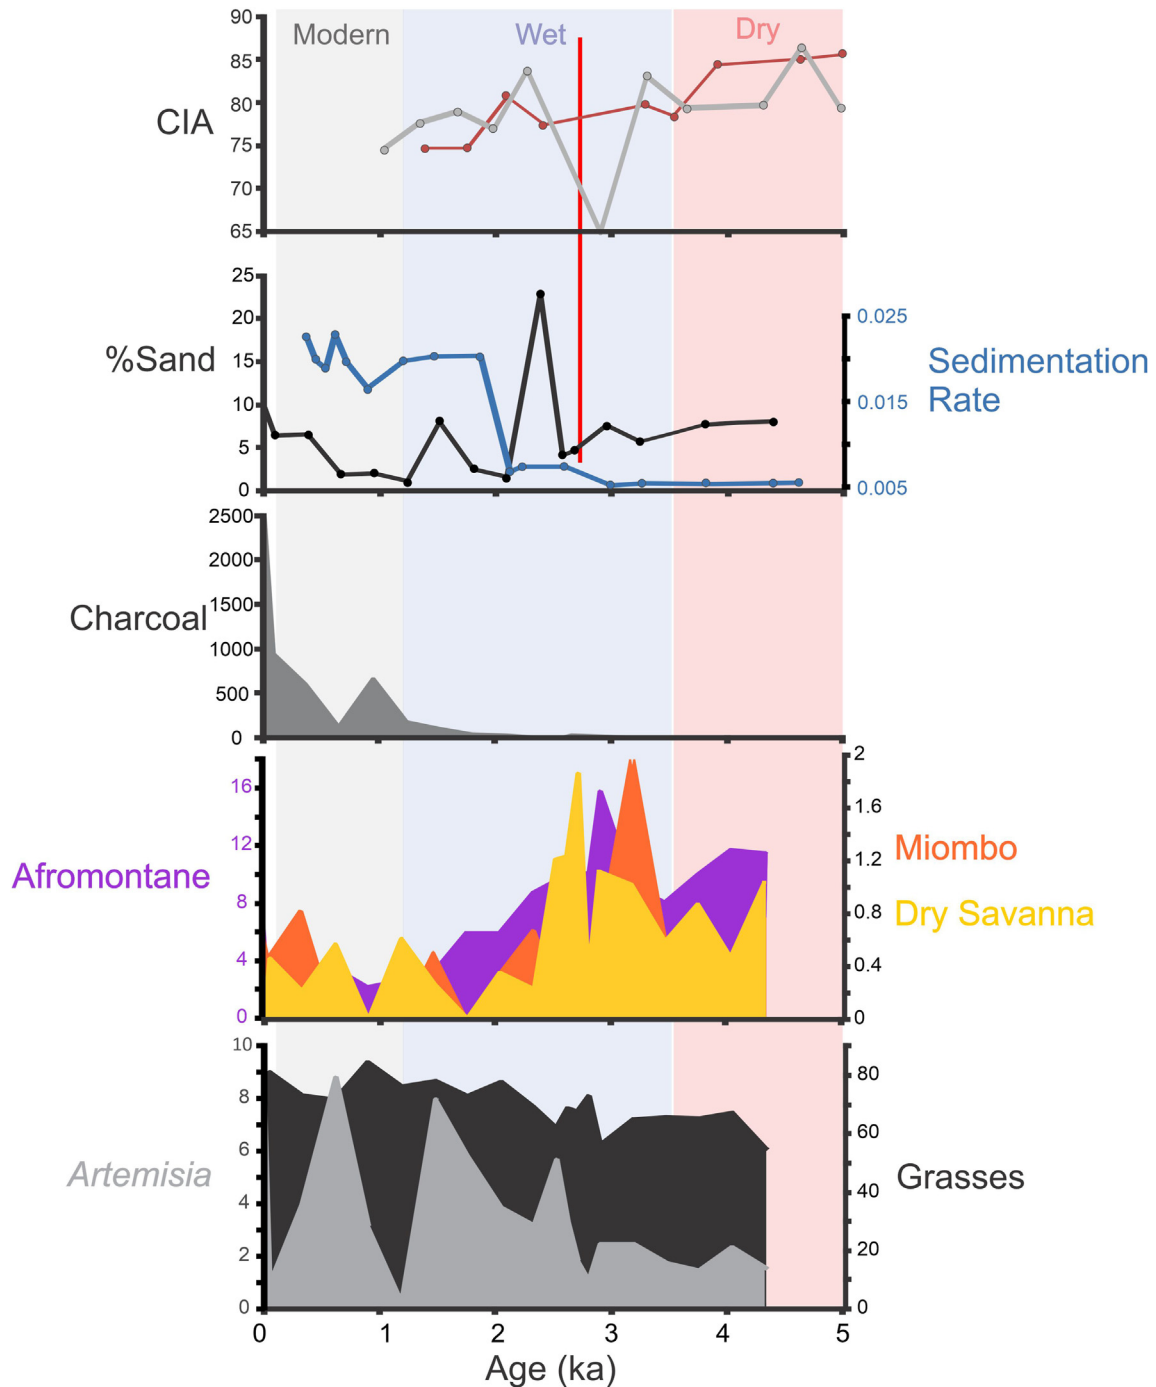 Modern
Wet
Dry
CIA
90
85
80
75
70
65
%Sand
25
20
15
10
5
0
0.025
0.015
0.005
Sedimentation
Rate
Charcoal
2500
2000
1500
1000
500
0
Afromontane
16
12
8
4
0
2
1.6
1.2
0.8
0.4
0
Miombo
Dry Savanna
Artemisia
10
8
6
4
2
0
80
60
40
20
0
Grasses
0 1 2 3 4 5
Age (ka)